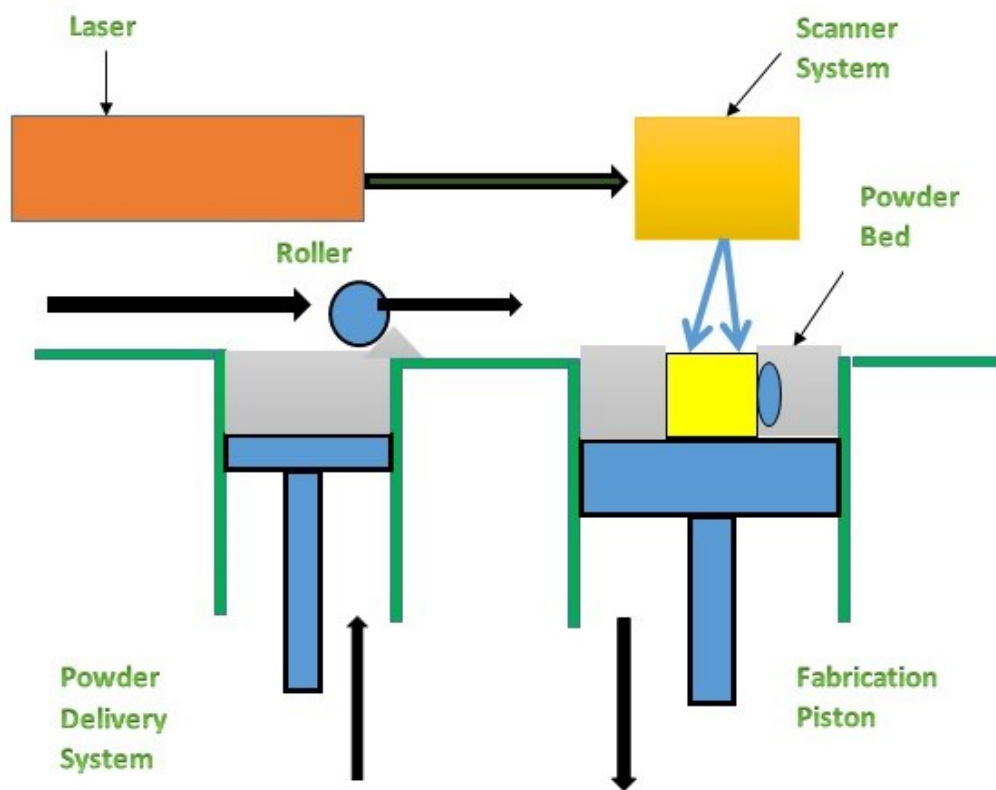 Laser
Scanner
System
Powder
Bed
Roller
Powder
Delivery
System
Fabrication
Piston